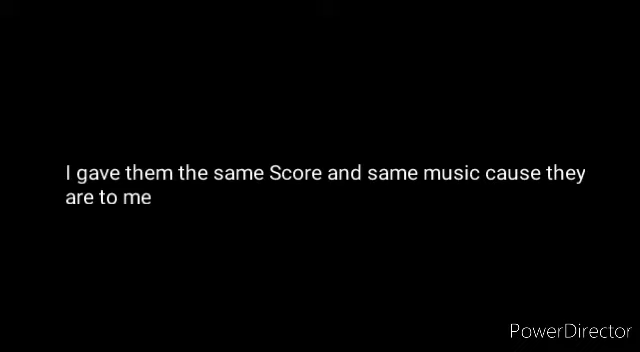 I gave them the same Score and same music cause they
are to me
PowerDirector